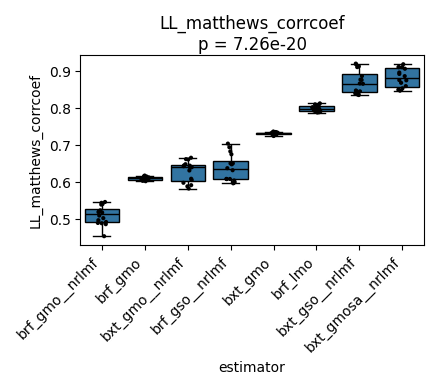 LL_matthews_corrcoef
p = 7.26e-20
LL_matthews_corrcoef
0.9
0.8
0.7
0.6
0.5
brf_gmo__nrlmf
brf_gmo
bxt_gmo__nrlmf
brf_gso__nrlmf
bxt_gmo
brf_lmo
bxt_gso__nrlmf
bxt_gmosa__nrlmf
estimator